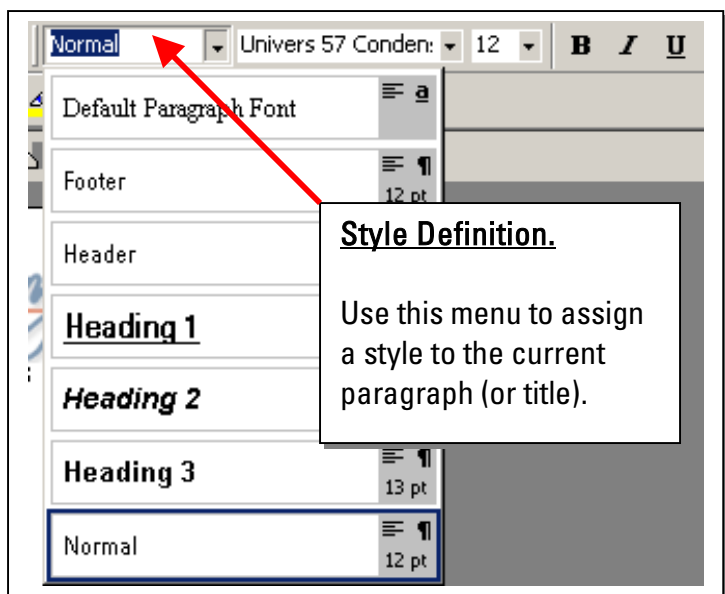 Normal Univers 57 Conden: 12 B I U
Default Paragraph Font a
Footer ¶
12 pt
Header
Heading 1
Heading 2
Heading 3 ¶
13 pt
Normal ¶
12 pt
Style Definition.
Use this menu to assign
a style to the current
paragraph (or title).